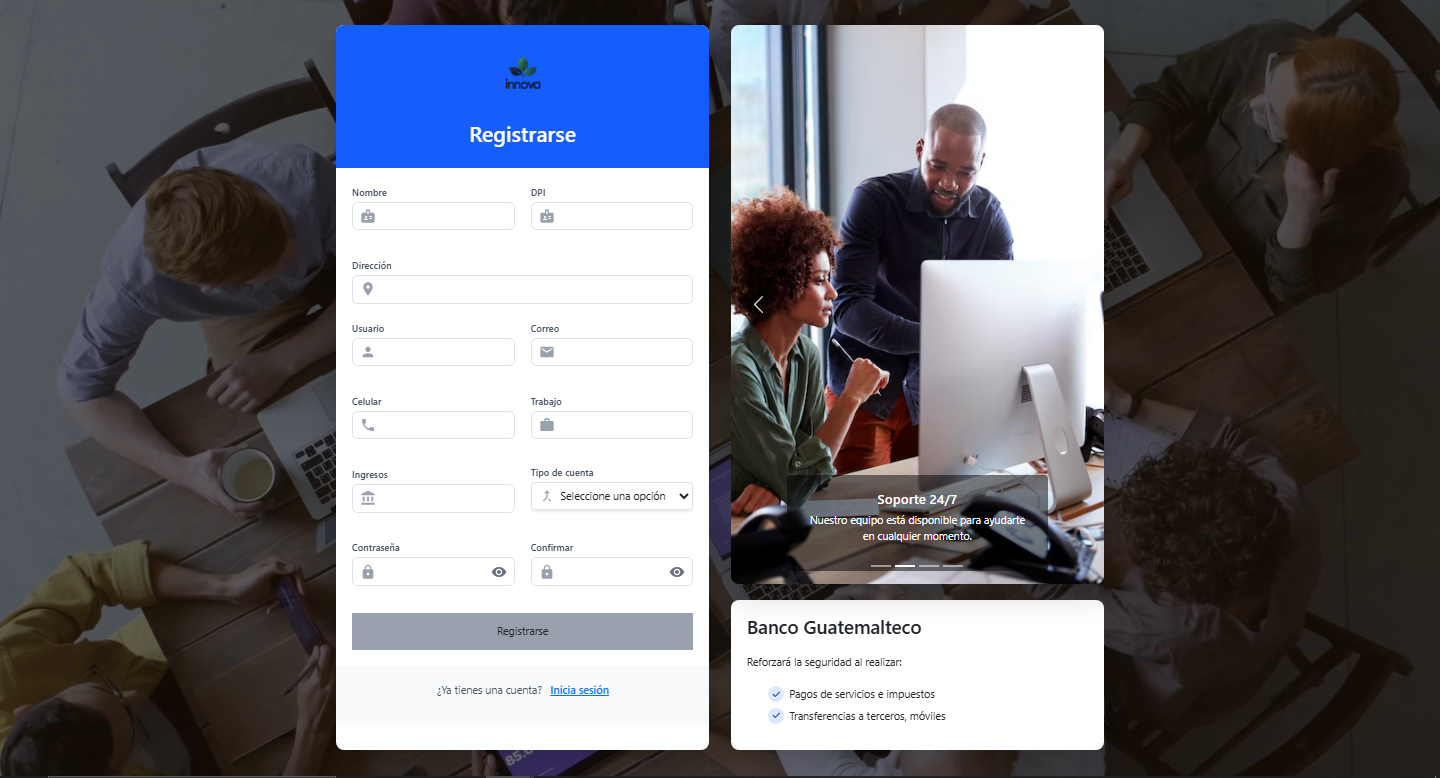 innova
Registrarse
Nombre
DPI
Dirección
Usuario
Correo
Celular
Trabajo
Ingresos
Tipo de cuenta
Seleccione una opción
Contraseña
Confirmar
Registrarse
¿Ya tienes una cuenta? Inicia sesión
Soporte 24/7
Nuestro equipo está disponible para ayudarte
en cualquier momento.
Banco Guatemalteco
Reforzará la seguridad al realizar:
Pagos de servicios e impuestos
Transferencias a terceros, móviles